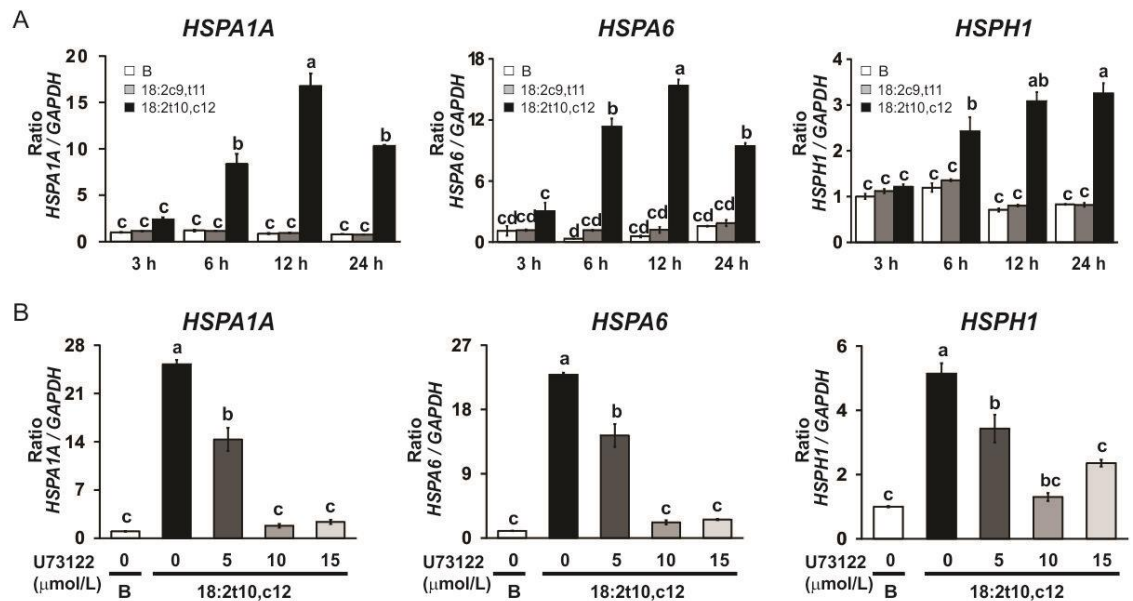 A
HSPA1A
HSPA6
HSPH1
Ratio
HSPA1A / GAPDH
20
15
10
5
0
B
18:2c9,t11
18:2t10,c12
c c c
c c b
c c a
c c b
3 h 6 h 12 h 24 h
Ratio
HSPA6 / GAPDH
18
12
6
0
B
18:2c9,t11
18:2t10,c12
cd cd c
d cd b
cd cd a
cd cd b
3 h 6 h 12 h 24 h
Ratio
HSPH1 / GAPDH
4
3
2
1
0
B
18:2c9,t11
18:2t10,c12
c c c
c c b
c c ab
c c a
3 h 6 h 12 h 24 h
B
HSPA1A
HSPA6
HSPH1
Ratio
HSPA1A / GAPDH
28
21
14
7
0
c a b c c
Ratio
HSPA6 / GAPDH
27
18
9
0
c a b c c
Ratio
HSPH1 / GAPDH
6
4
2
0
c a b bc c
U73122 0 0 5 10 15 0 0 5 10 15 0 0 5 10 15
(μmol/L) B 18:2t10,c12 B 18:2t10,c12 B 18:2t10,c12